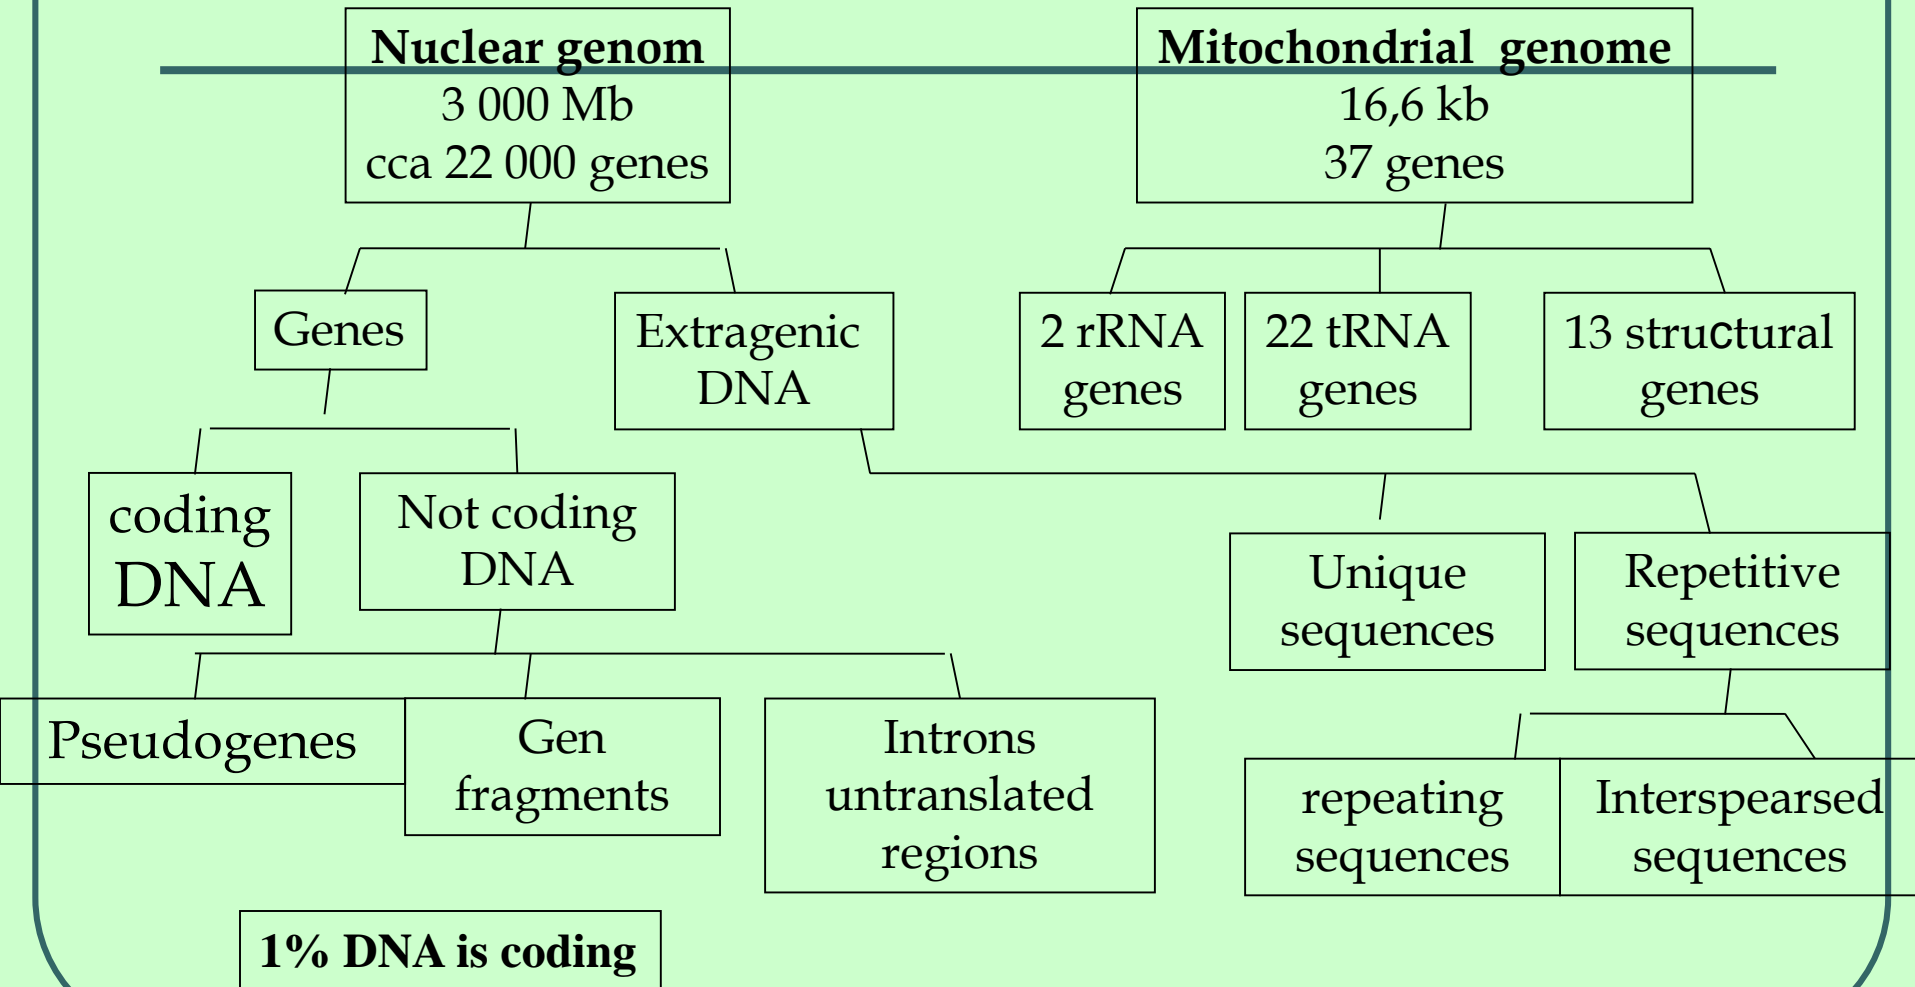 Nuclear genom
3 000 Mb
cca 22 000 genes
Mitochondrial genome
16,6 kb
37 genes
Genes
Extragenic
DNA
2 rRNA
genes
22 tRNA
genes
13 structural
genes
coding
DNA
Not coding
DNA
Unique
sequences
Repetitive
sequences
Pseudogenes
Gen
fragments
Introns
untranslated
regions
repeating
sequences
Interspearsed
sequences
1% DNA is coding